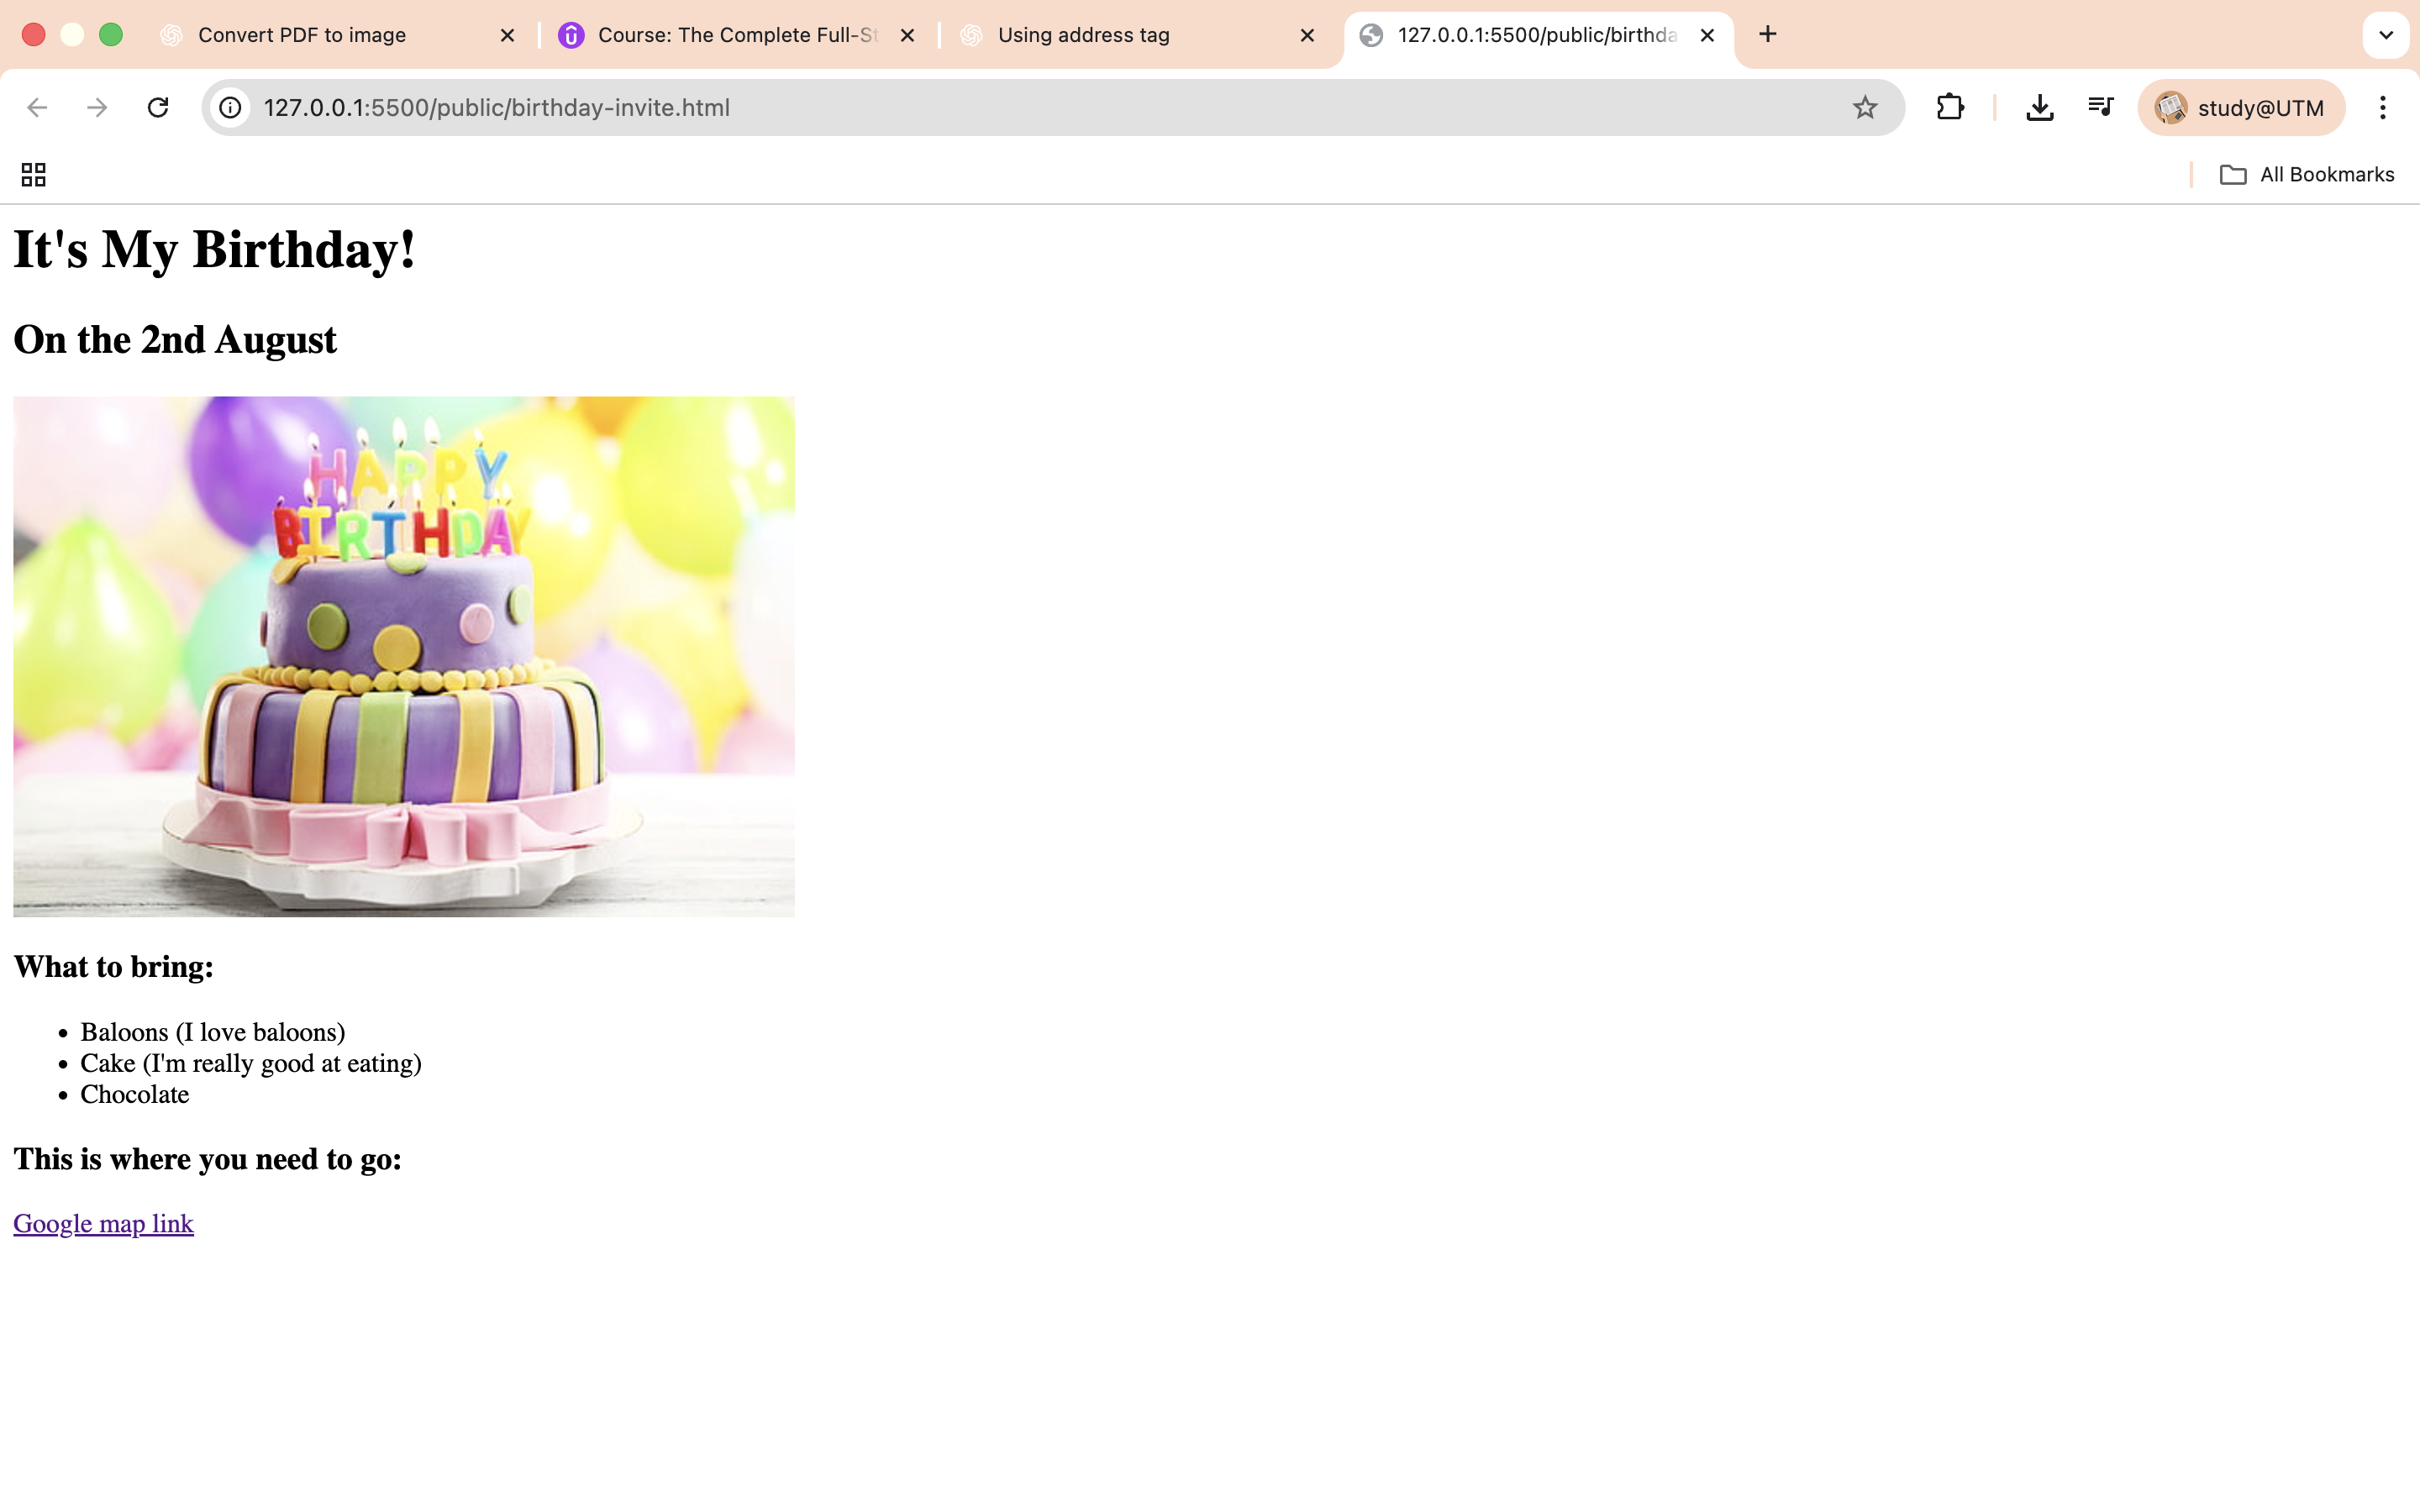 Convert PDF to image
Course: The Complete Full-St
Using address tag
127.0.0.1:5500/public/birthda
127.0.0.1:5500/public/birthday-invite.html
study@UTM
All Bookmarks
It's My Birthday!
On the 2nd August
HAPPY
BIRTHDAY
What to bring:
Baloons (I love baloons)
Cake (I'm really good at eating)
Chocolate
This is where you need to go:
Google map link